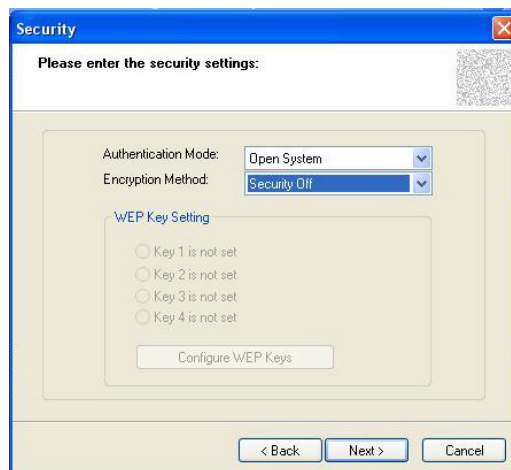 Security
Please enter the security settings:
Authentication Mode: Open System
Encryption Method: Security Off
WEP Key Setting
Key 1 is not set
Key 2 is not set
Key 3 is not set
Key 4 is not set
Configure WEP Keys
< Back Next > Cancel